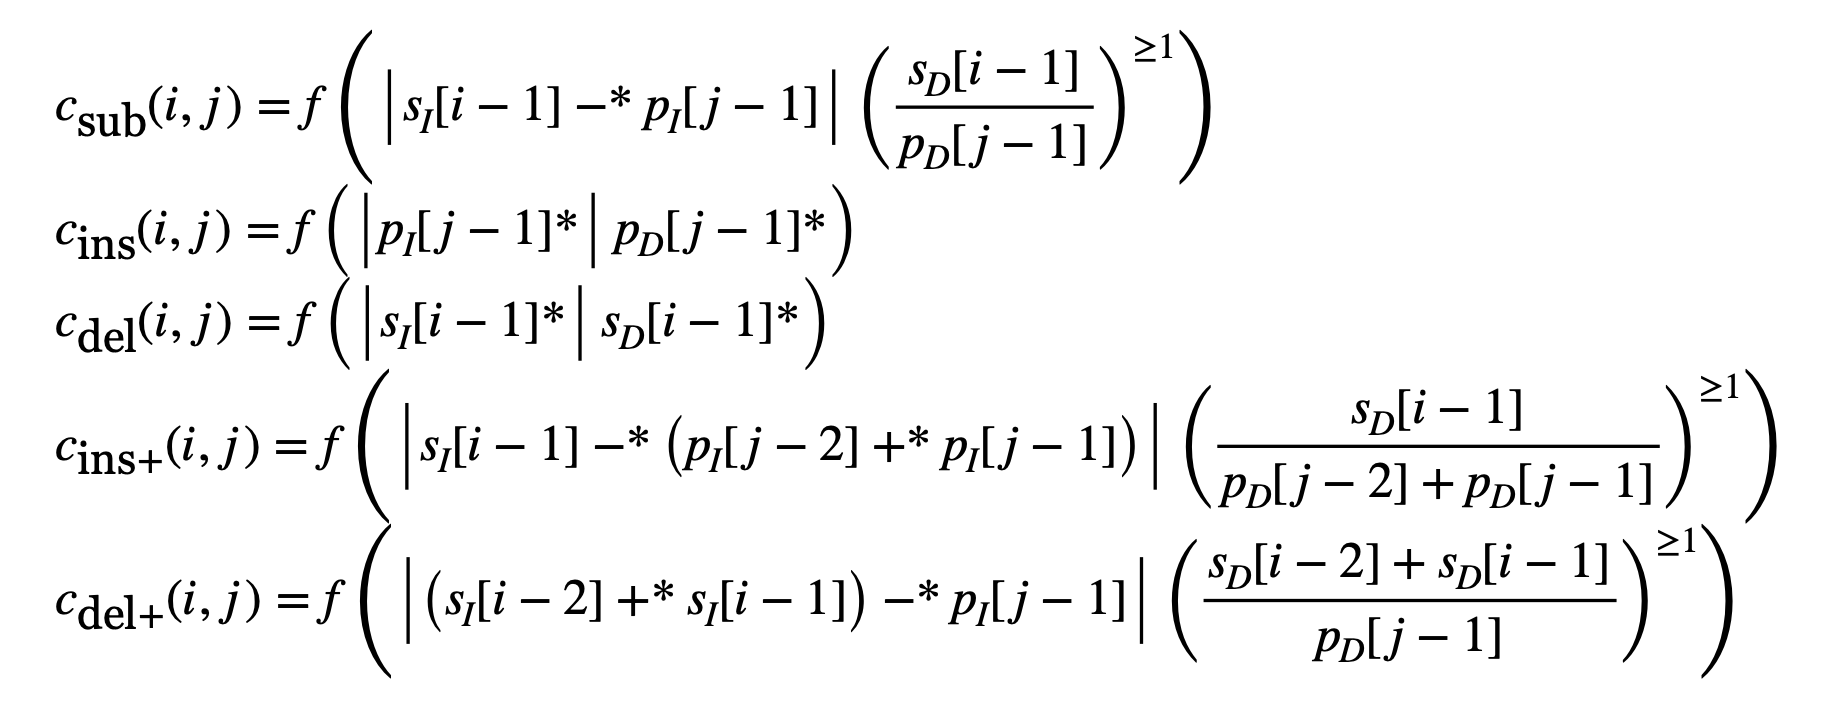 c_sub(i, j) = f( | s_I[i − 1] −* p_I[j − 1] | ( s_D[i − 1] / p_D[j − 1] )^≥1 )
c_ins(i, j) = f( | p_I[j − 1]* | p_D[j − 1]* )
c_del(i, j) = f( | s_I[i − 1]* | s_D[i − 1]* )
c_ins+(i, j) = f( | s_I[i − 1] −* (p_I[j − 2] +* p_I[j − 1]) | ( s_D[i − 1] / p_D[j − 2] + p_D[j − 1] )^≥1 )
c_del+(i, j) = f( | (s_I[i − 2] +* s_I[i − 1]) −* p_I[j − 1] | ( s_D[i − 2] + s_D[i − 1] / p_D[j − 1] )^≥1 )